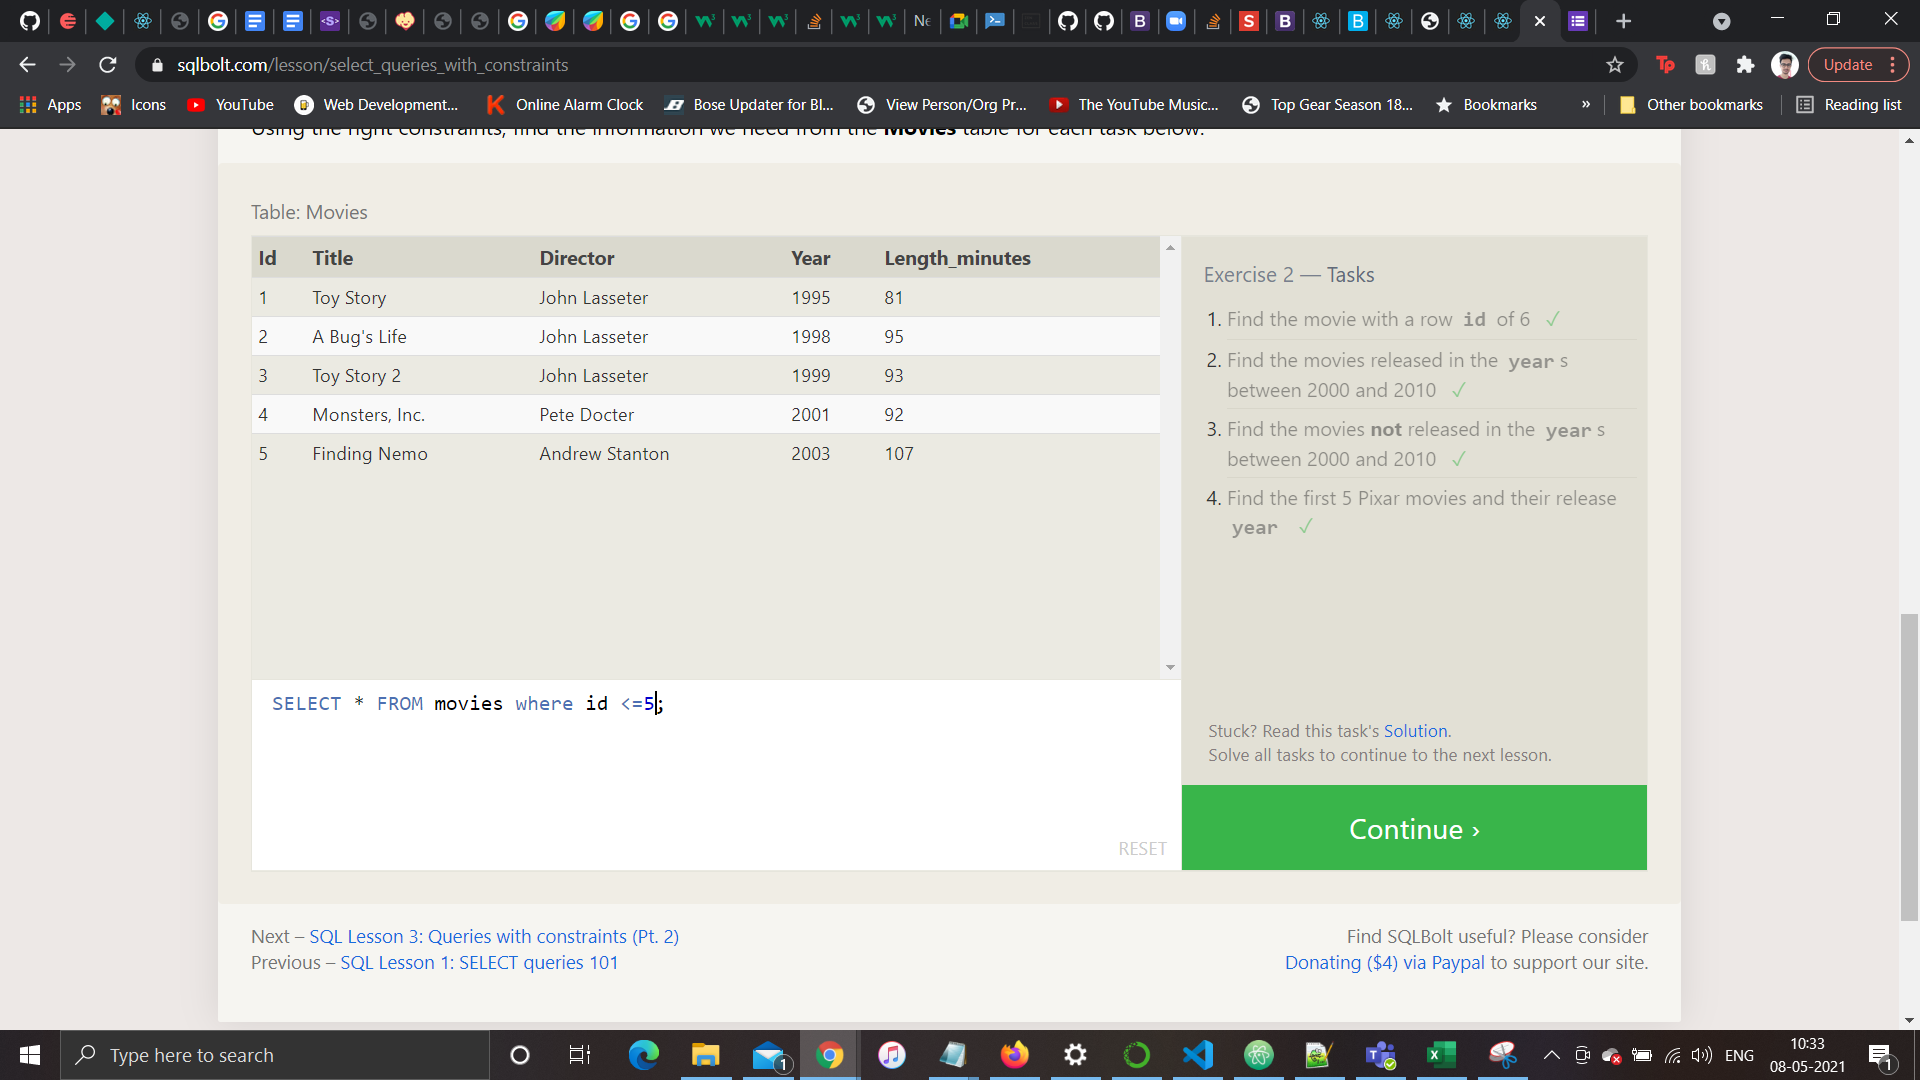 sqlbolt.com/lesson/select_queries_with_constraints
Update
Apps
Icons
YouTube
Web Development...
Online Alarm Clock
Bose Updater for Bl...
View Person/Org Pr...
The YouTube Music...
Top Gear Season 18...
Bookmarks
»
Other bookmarks
Reading list
Using the right constraints, find the information we need from the Movies table for each task below.
Table: Movies
Id Title Director Year Length_minutes
1 Toy Story John Lasseter 1995 81
2 A Bug's Life John Lasseter 1998 95
3 Toy Story 2 John Lasseter 1999 93
4 Monsters, Inc. Pete Docter 2001 92
5 Finding Nemo Andrew Stanton 2003 107
SELECT * FROM movies where id <=5;
RESET
Exercise 2 — Tasks
1. Find the movie with a row id of 6 ✓
2. Find the movies released in the year s
between 2000 and 2010 ✓
3. Find the movies not released in the year s
between 2000 and 2010 ✓
4. Find the first 5 Pixar movies and their release
year ✓
Stuck? Read this task's Solution.
Solve all tasks to continue to the next lesson.
Continue ›
Next – SQL Lesson 3: Queries with constraints (Pt. 2)
Previous – SQL Lesson 1: SELECT queries 101
Find SQLBolt useful? Please consider
Donating ($4) via Paypal to support our site.
Type here to search
ENG
10:33
08-05-2021